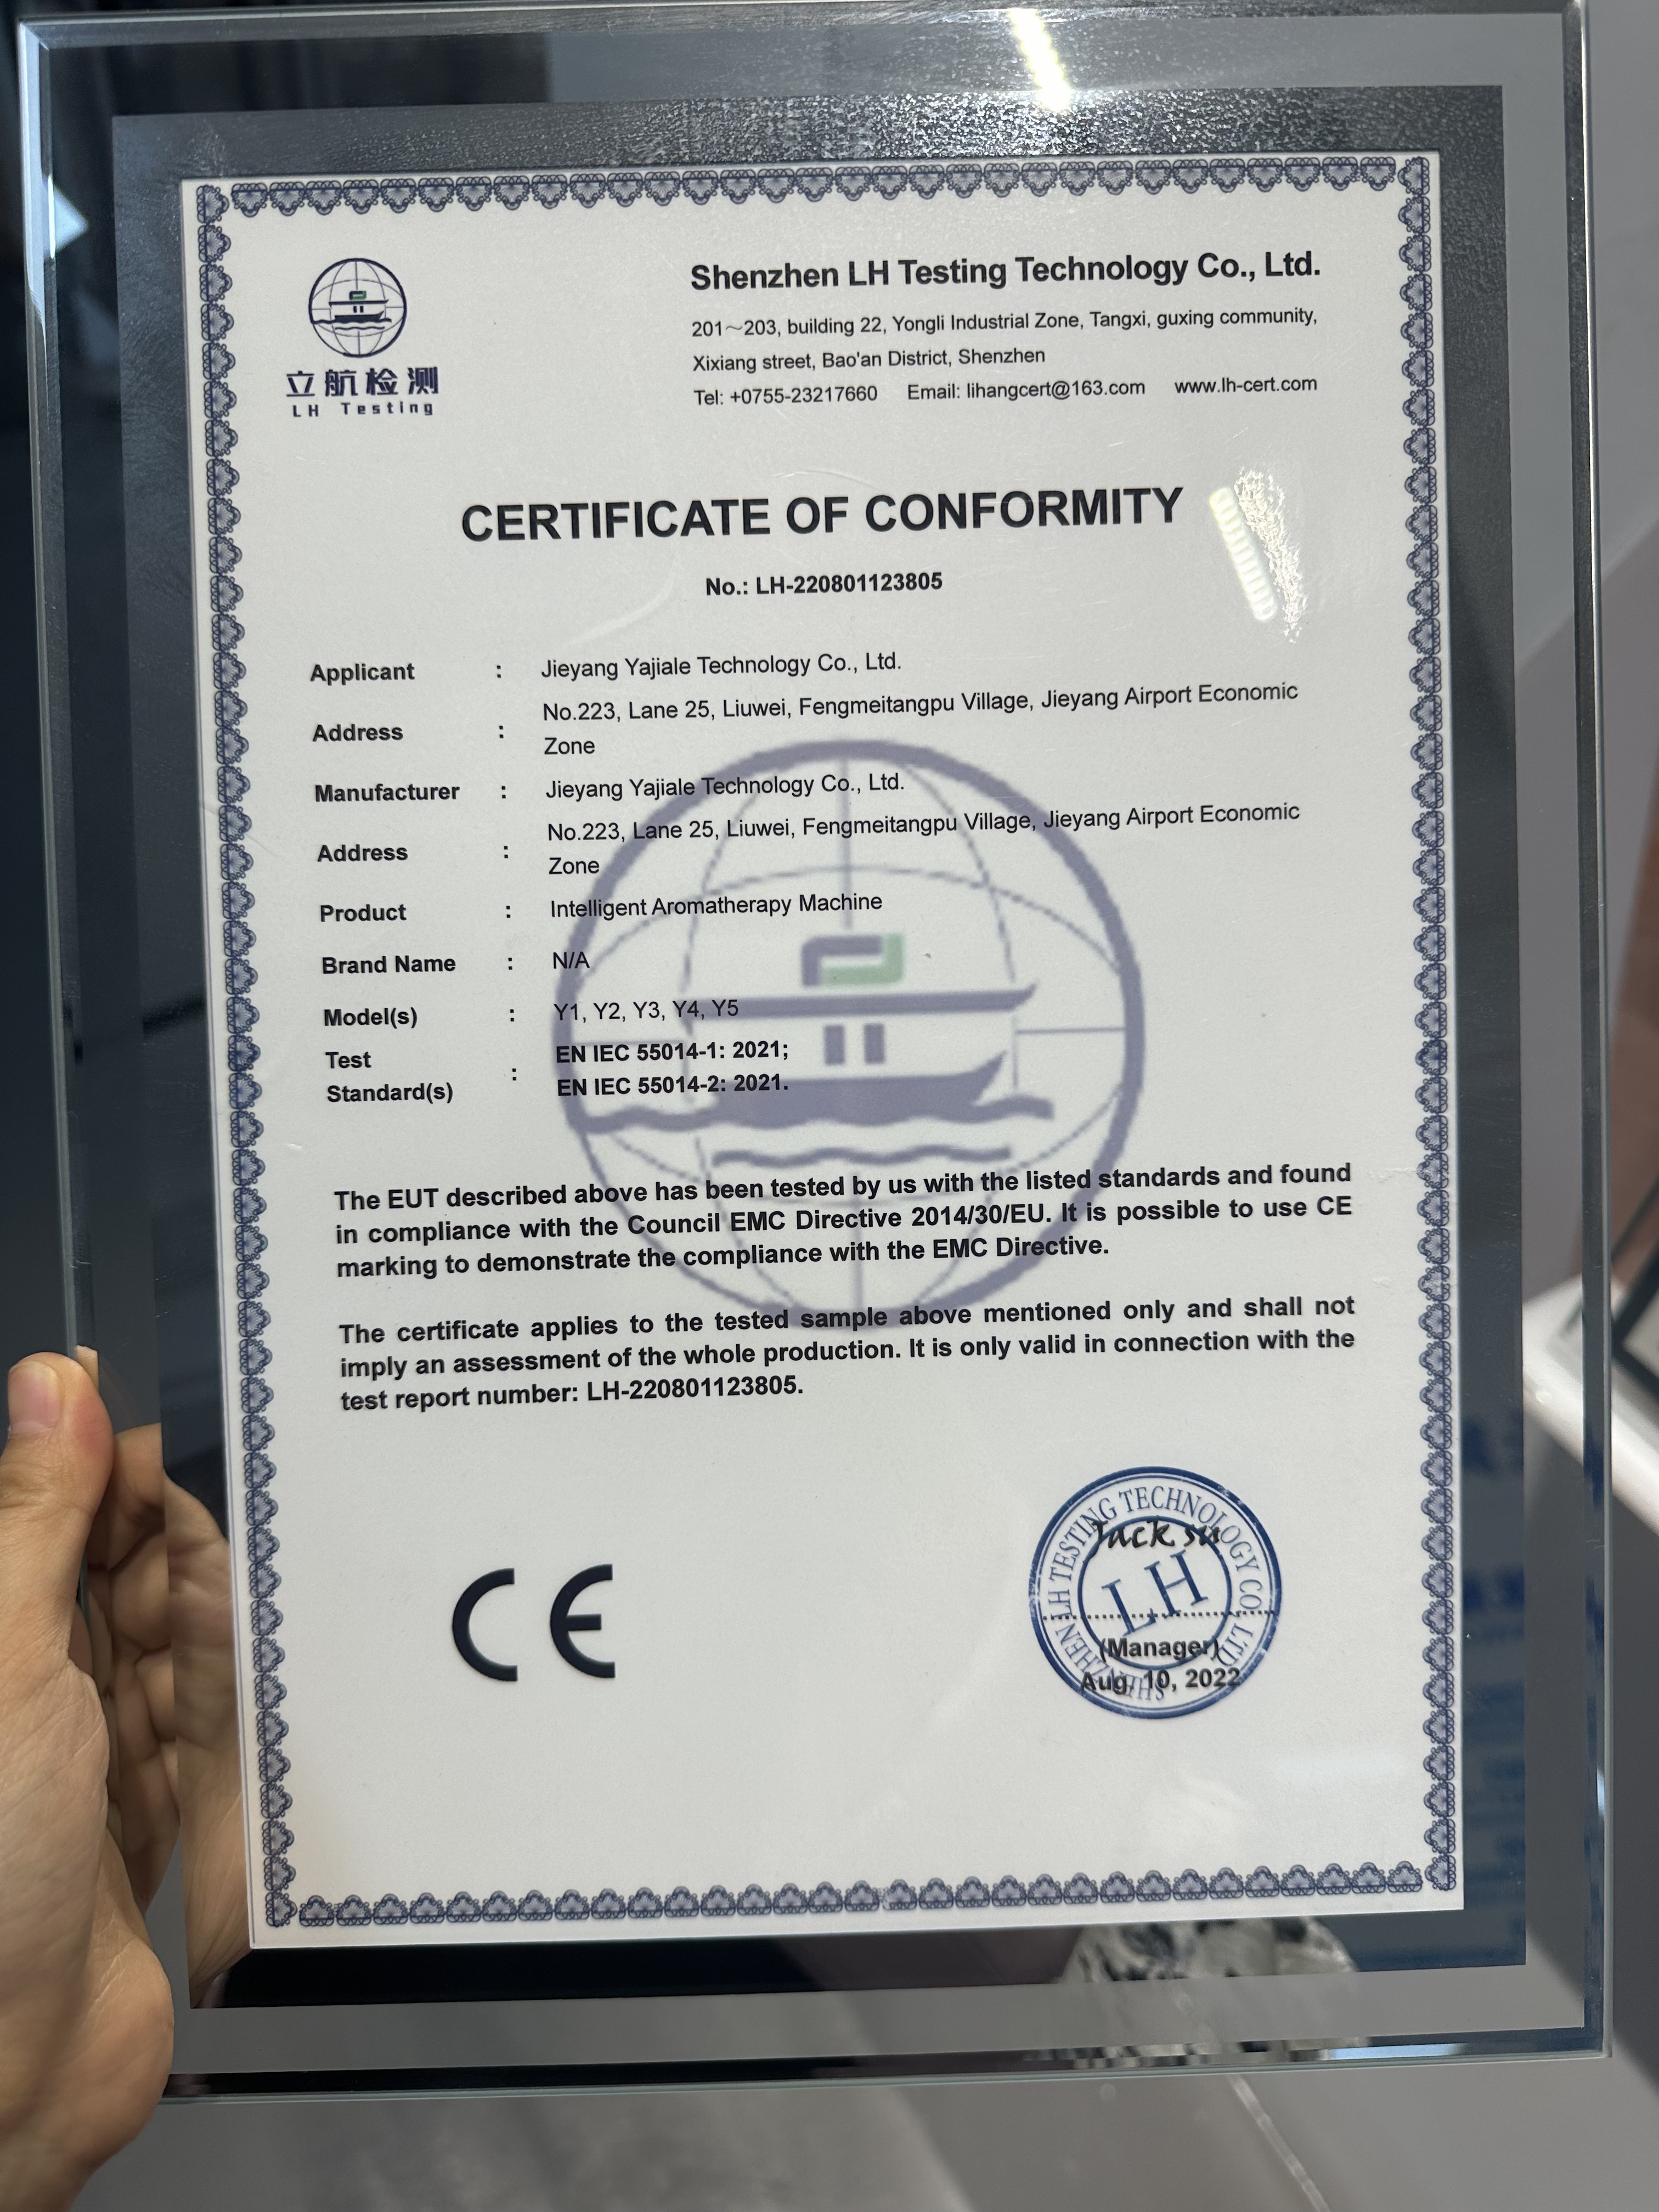 立航检测
LH Testing
Shenzhen LH Testing Technology Co., Ltd.
201～203, building 22, Yongli Industrial Zone, Tangxi, guxing community,
Xixiang street, Bao'an District, Shenzhen
Tel: +0755-23217660 Email: lihangcert@163.com www.lh-cert.com
CERTIFICATE OF CONFORMITY
No.: LH-220801123805
Applicant : Jieyang Yajiale Technology Co., Ltd.
Address : No.223, Lane 25, Liuwei, Fengmeitangpu Village, Jieyang Airport Economic
Zone
Manufacturer : Jieyang Yajiale Technology Co., Ltd.
Address : No.223, Lane 25, Liuwei, Fengmeitangpu Village, Jieyang Airport Economic
Zone
Product : Intelligent Aromatherapy Machine
Brand Name : N/A
Model(s) : Y1, Y2, Y3, Y4, Y5
Test
Standard(s) : EN IEC 55014-1: 2021;
EN IEC 55014-2: 2021.
The EUT described above has been tested by us with the listed standards and found
in compliance with the Council EMC Directive 2014/30/EU. It is possible to use CE
marking to demonstrate the compliance with the EMC Directive.
The certificate applies to the tested sample above mentioned only and shall not
imply an assessment of the whole production. It is only valid in connection with the
test report number: LH-220801123805.
CE
SHENZHEN LH TESTING TECHNOLOGY CO., LTD.
Jack su
LH
(Manager)
Aug. 10, 2022